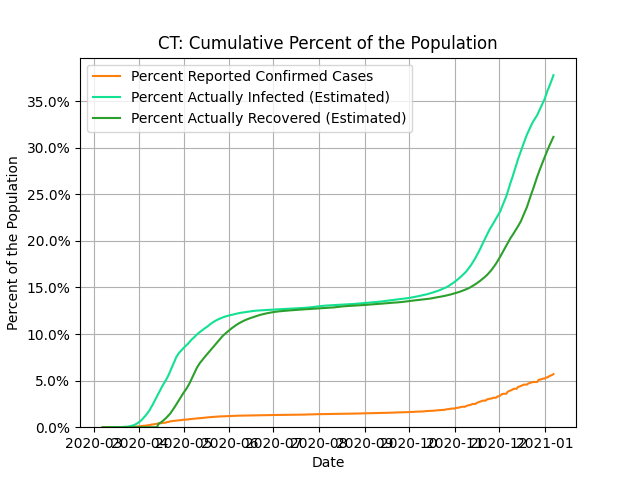 CT: Cumulative Percent of the Population
Percent Reported Confirmed Cases
Percent Actually Infected (Estimated)
Percent Actually Recovered (Estimated)
Percent of the Population
35.0%
30.0%
25.0%
20.0%
15.0%
10.0%
5.0%
0.0%
2020-03 2020-04 2020-05 2020-06 2020-07 2020-08 2020-09 2020-10 2020-11 2020-12 2021-01
Date